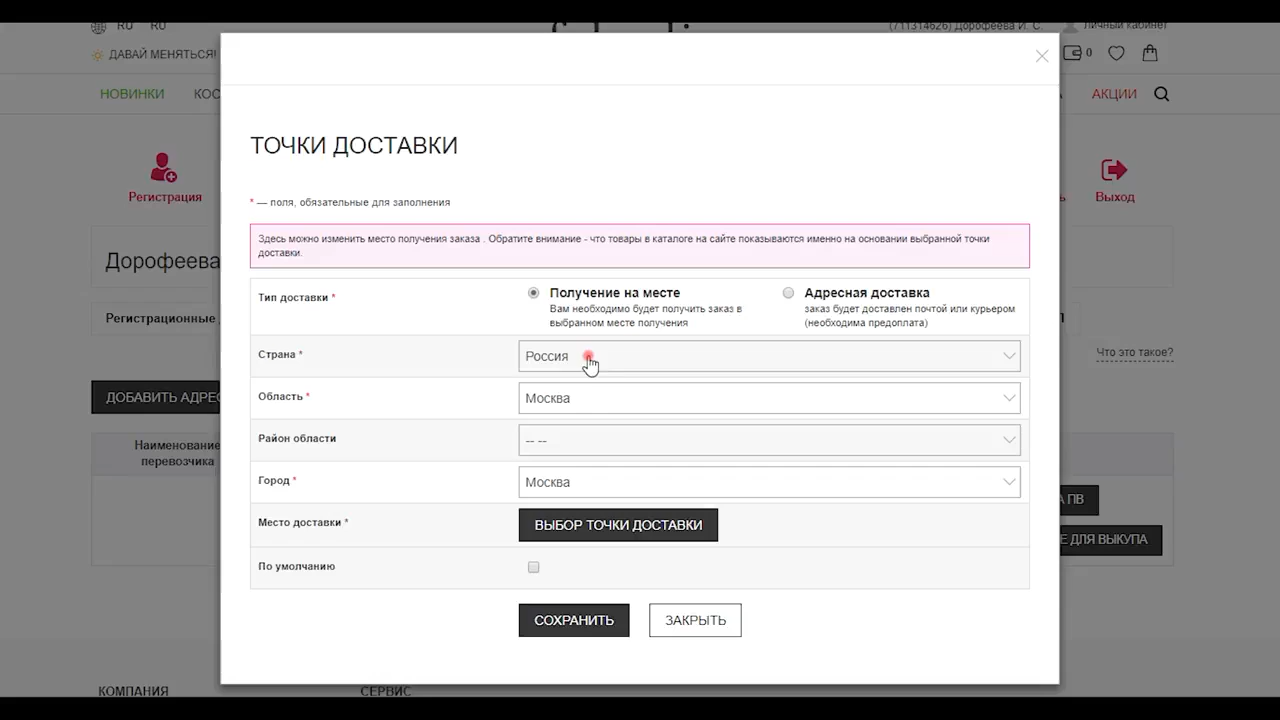 RU RU
(711314626) Дорофеева И. С.
Личный кабинет
ДАВАЙ МЕНЯТЬСЯ!
0
НОВИНКИ
КОС
АКЦИИ
ТОЧКИ ДОСТАВКИ
Регистрация
Выход
* — поля, обязательные для заполнения
Здесь можно изменить место получения заказа . Обратите внимание - что товары в каталоге на сайте показываются именно на основании выбранной точки
доставки.
Дорофеева
Тип доставки *
Получение на месте
Вам необходимо будет получить заказ в
выбранном месте получения
Адресная доставка
заказ будет доставлен почтой или курьером
(необходима предоплата)
Регистрационные
Страна *
Россия
Что это такое?
Область *
Москва
ДОБАВИТЬ АДРЕС
Район области
-- --
Наименование
перевозчика
Город *
Москва
А ПВ
Место доставки *
ВЫБОР ТОЧКИ ДОСТАВКИ
Е ДЛЯ ВЫКУПА
По умолчанию
СОХРАНИТЬ
ЗАКРЫТЬ
КОМПАНИЯ
СЕРВИС